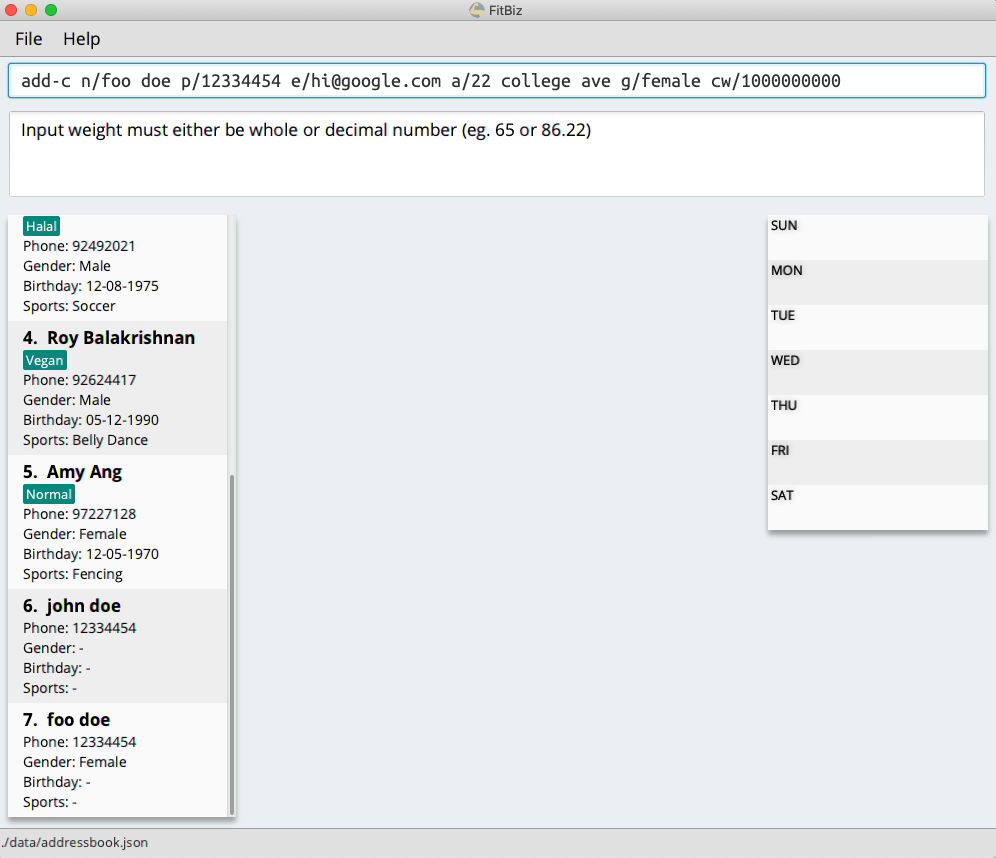 FitBiz
File Help
add-c n/foo doe p/12334454 e/hi@google.com a/22 college ave g/female cw/1000000000
Input weight must either be whole or decimal number (eg. 65 or 86.22)
Halal
Phone: 92492021
Gender: Male
Birthday: 12-08-1975
Sports: Soccer
4. Roy Balakrishnan
Vegan
Phone: 92624417
Gender: Male
Birthday: 05-12-1990
Sports: Belly Dance
5. Amy Ang
Normal
Phone: 97227128
Gender: Female
Birthday: 12-05-1970
Sports: Fencing
6. john doe
Phone: 12334454
Gender: -
Birthday: -
Sports: -
7. foo doe
Phone: 12334454
Gender: Female
Birthday: -
Sports: -
SUN
MON
TUE
WED
THU
FRI
SAT
./data/addressbook.json